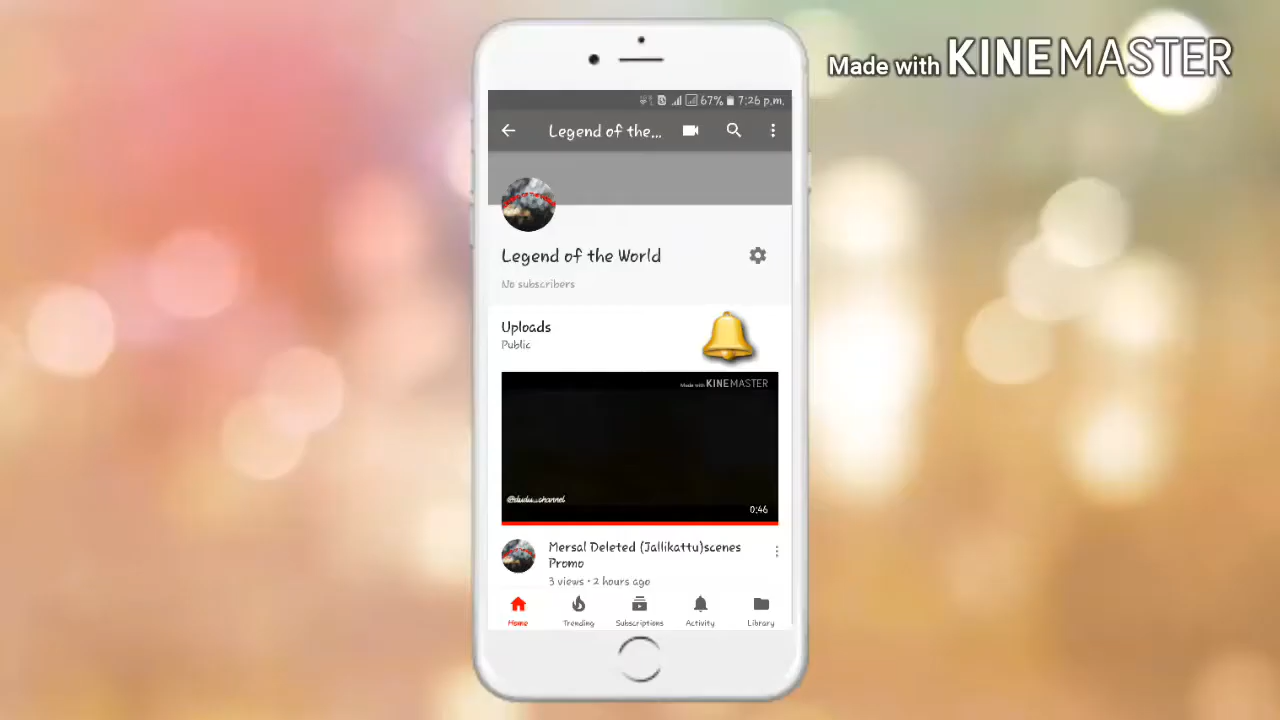 Made with KINEMASTER
67% 7:26 p.m.
Legend of the...
Legend of the World
No subscribers
Uploads
Public
Made with KINEMASTER
@dudu_channel
0:46
Mersal Deleted (Jallikattu)scenes
Promo
3 views • 2 hours ago
Home Trending Subscriptions Activity Library